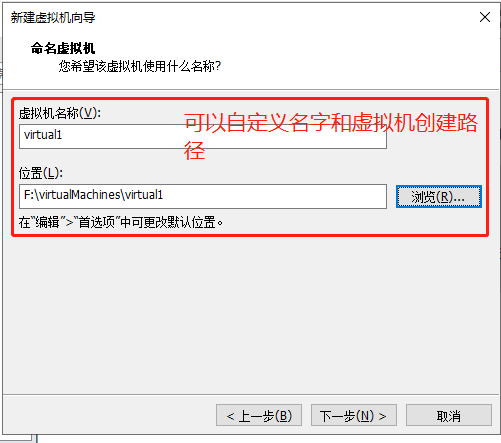 新建虚拟机向导
命名虚拟机
您希望该虚拟机使用什么名称?
虚拟机名称(V):
virtual1
可以自定义名字和虚拟机创建路
径
位置(L):
F:\virtualMachines\virtual1
浏览(R)...
在“编辑”>“首选项”中可更改默认位置。
< 上一步(B)
下一步(N) >
取消